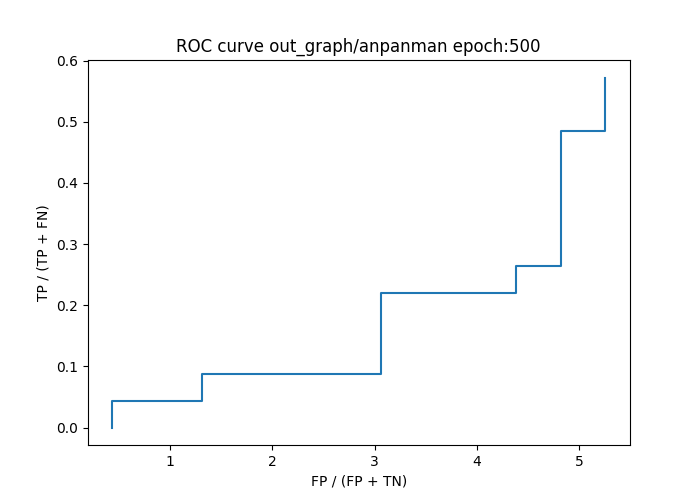 ROC curve out_graph/anpanman epoch:500
TP / (TP + FN)
0.6
0.5
0.4
0.3
0.2
0.1
0.0
1 2 3 4 5
FP / (FP + TN)